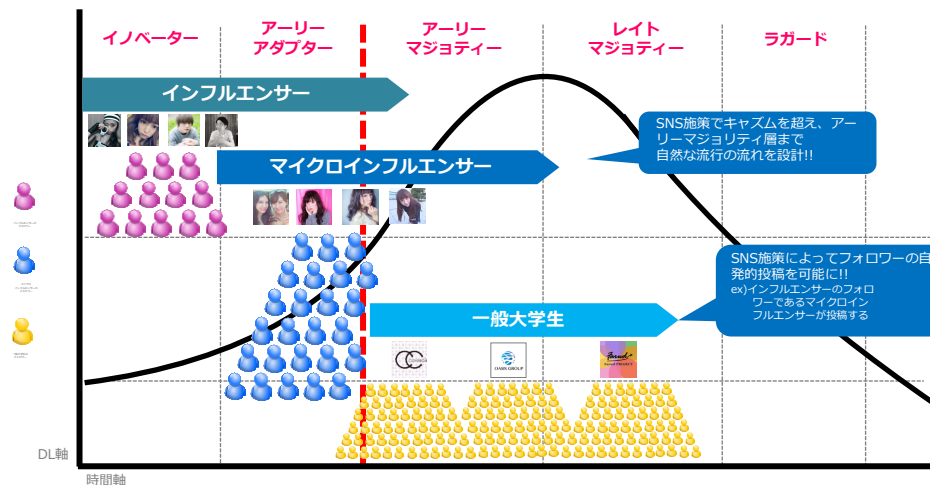 イノベーター
アーリー
アダプター
アーリー
マジョティー
レイト
マジョティー
ラガード
インフルエンサー
SNS施策でキャズムを超え、アー
リーマジョリティ層まで
自然な流行の流れを設計!!
マイクロインフルエンサー
SNS施策によってフォロワーの自
発的投稿を可能に!!
ex)インフルエンサーのフォロ
ワーであるマイクロイン
フルエンサーが投稿する
一般大学生
OASIS GROUP
DL軸
時間軸